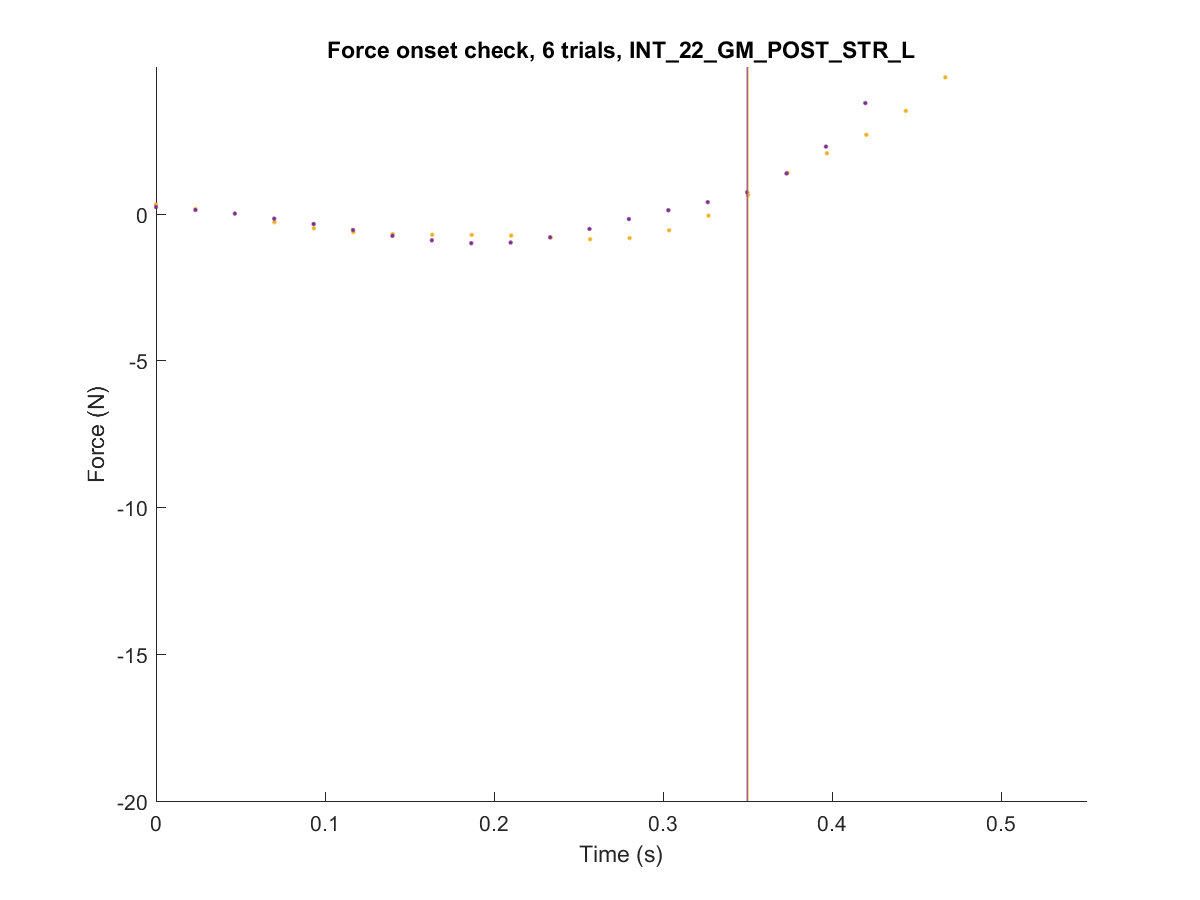 Force onset check, 6 trials, INT_22_GM_POST_STR_L
0
-5
-10
-15
-20
Force (N)
0 0.1 0.2 0.3 0.4 0.5
Time (s)